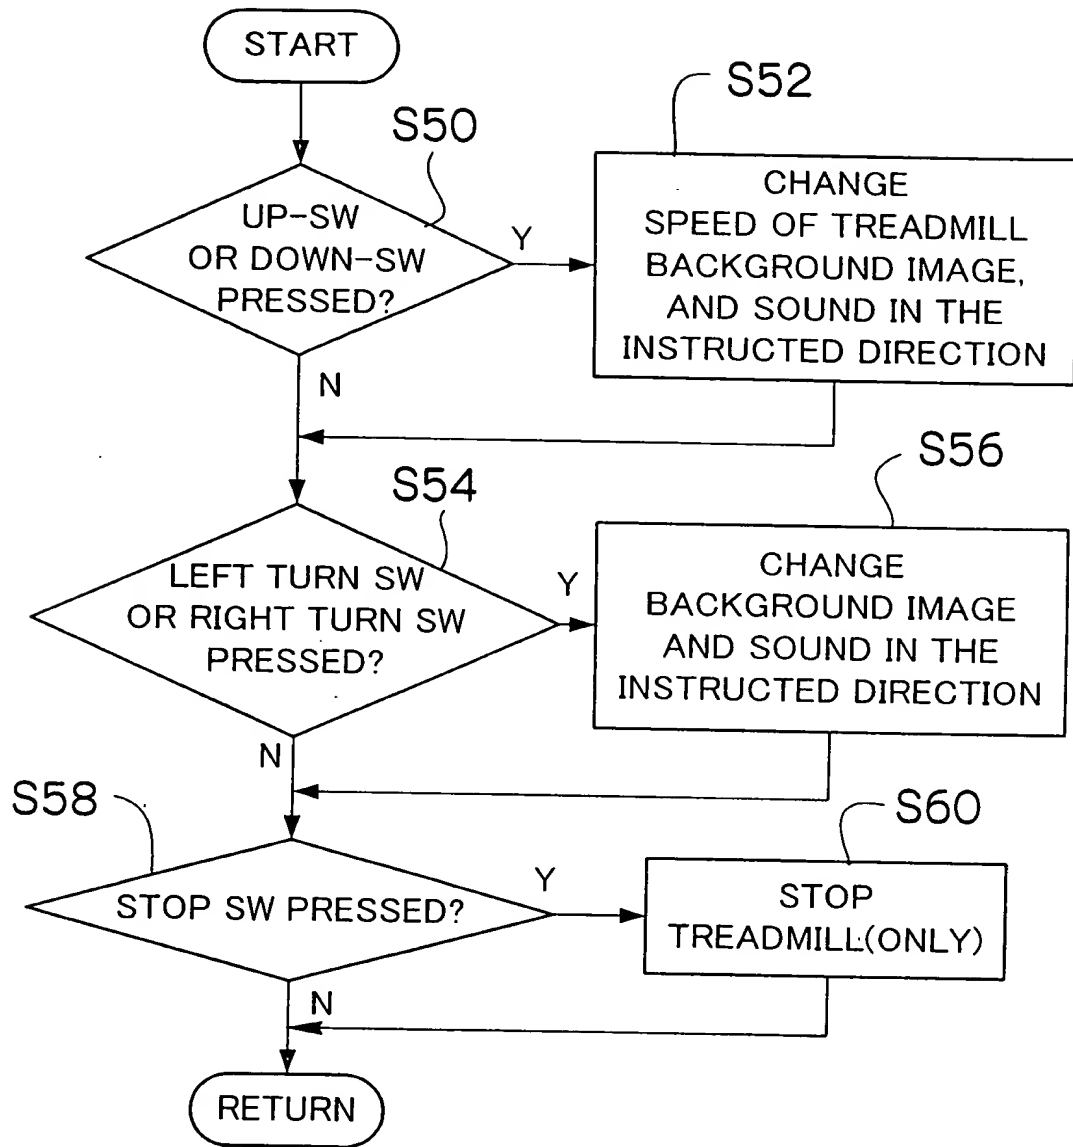 START
S50
UP-SW
OR DOWN-SW
PRESSED?
Y
N
S52
CHANGE
SPEED OF TREADMILL
BACKGROUND IMAGE,
AND SOUND IN THE
INSTRUCTED DIRECTION
S54
LEFT TURN SW
OR RIGHT TURN SW
PRESSED?
Y
N
S56
CHANGE
BACKGROUND IMAGE
AND SOUND IN THE
INSTRUCTED DIRECTION
S58
STOP SW PRESSED?
Y
N
S60
STOP
TREADMILL(ONLY)
RETURN